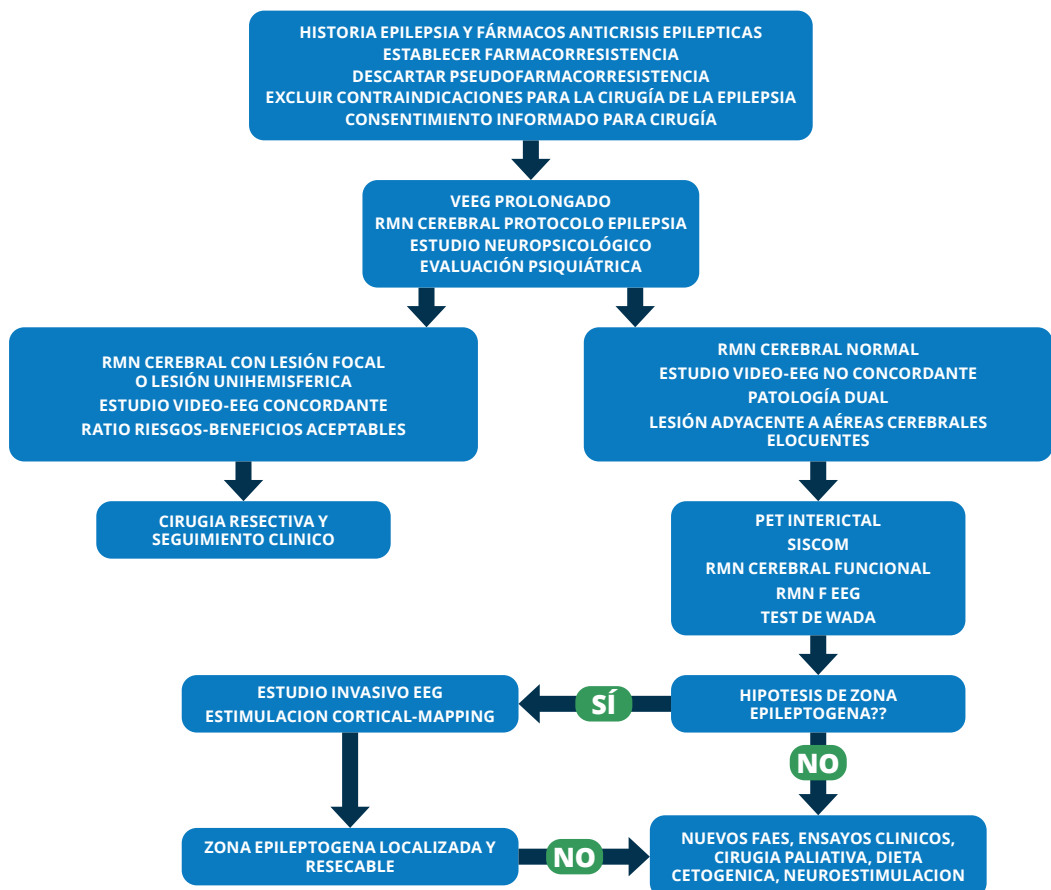 HISTORIA EPILEPSIA Y FÁRMACOS ANTICRISIS EPILEPTICAS
ESTABLECER FARMACORRESISTENCIA
DESCARTAR PSEUDOFARMACORRESISTENCIA
EXCLUIR CONTRAINDICACIONES PARA LA CIRUGÍA DE LA EPILEPSIA
CONSENTIMIENTO INFORMADO PARA CIRUGÍA
VEEG PROLONGADO
RMN CEREBRAL PROTOCOLO EPILEPSIA
ESTUDIO NEUROPSICOLÓGICO
EVALUACIÓN PSIQUIÁTRICA
RMN CEREBRAL CON LESIÓN FOCAL
O LESIÓN UNIHEMISFERICA
ESTUDIO VIDEO-EEG CONCORDANTE
RATIO RIESGOS-BENEFICIOS ACEPTABLES
RMN CEREBRAL NORMAL
ESTUDIO VIDEO-EEG NO CONCORDANTE
PATOLOGÍA DUAL
LESIÓN ADYACENTE A AÉREAS CEREBRALES
ELOCUENTES
CIRUGIA RESECTIVA Y
SEGUIMIENTO CLINICO
PET INTERICTAL
SISCOM
RMN CEREBRAL FUNCIONAL
RMN F EEG
TEST DE WADA
ESTUDIO INVASIVO EEG
ESTIMULACION CORTICAL-MAPPING
SÍ
HIPOTESIS DE ZONA
EPILEPTOGENA??
NO
ZONA EPILEPTOGENA LOCALIZADA Y
RESECABLE
NO
NUEVOS FAES, ENSAYOS CLINICOS,
CIRUGIA PALIATIVA, DIETA
CETOGENICA, NEUROESTIMULACION